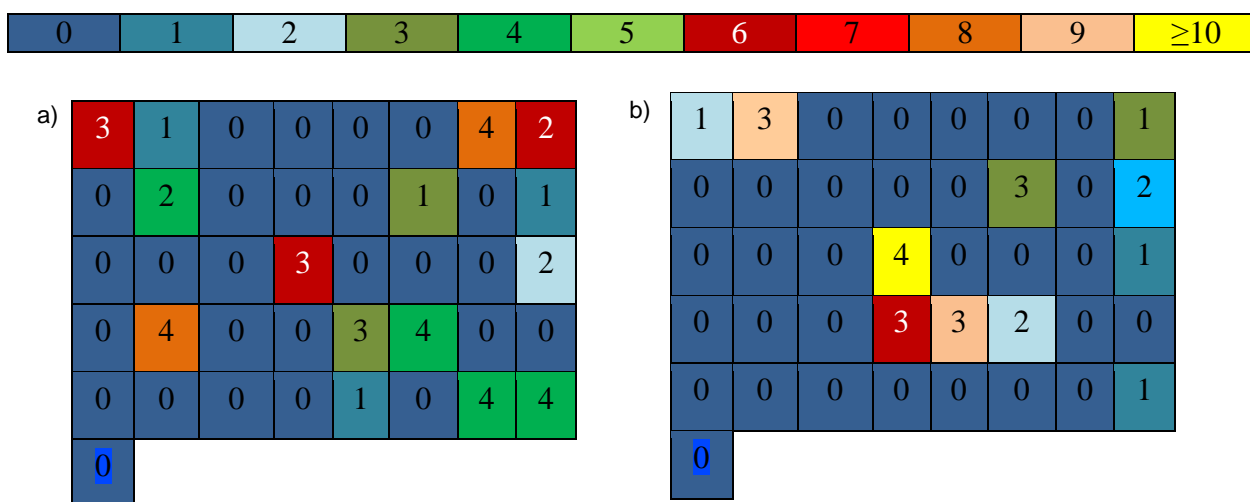 0 1 2 3 4 5 6 7 8 9 ≥10
a)
3 1 0 0 0 0 4 2
0 2 0 0 0 1 0 1
0 0 0 3 0 0 0 2
0 4 0 0 3 4 0 0
0 0 0 0 1 0 4 4
0
b)
1 3 0 0 0 0 0 1
0 0 0 0 0 3 0 2
0 0 0 4 0 0 0 1
0 0 0 3 3 2 0 0
0 0 0 0 0 0 0 1
0